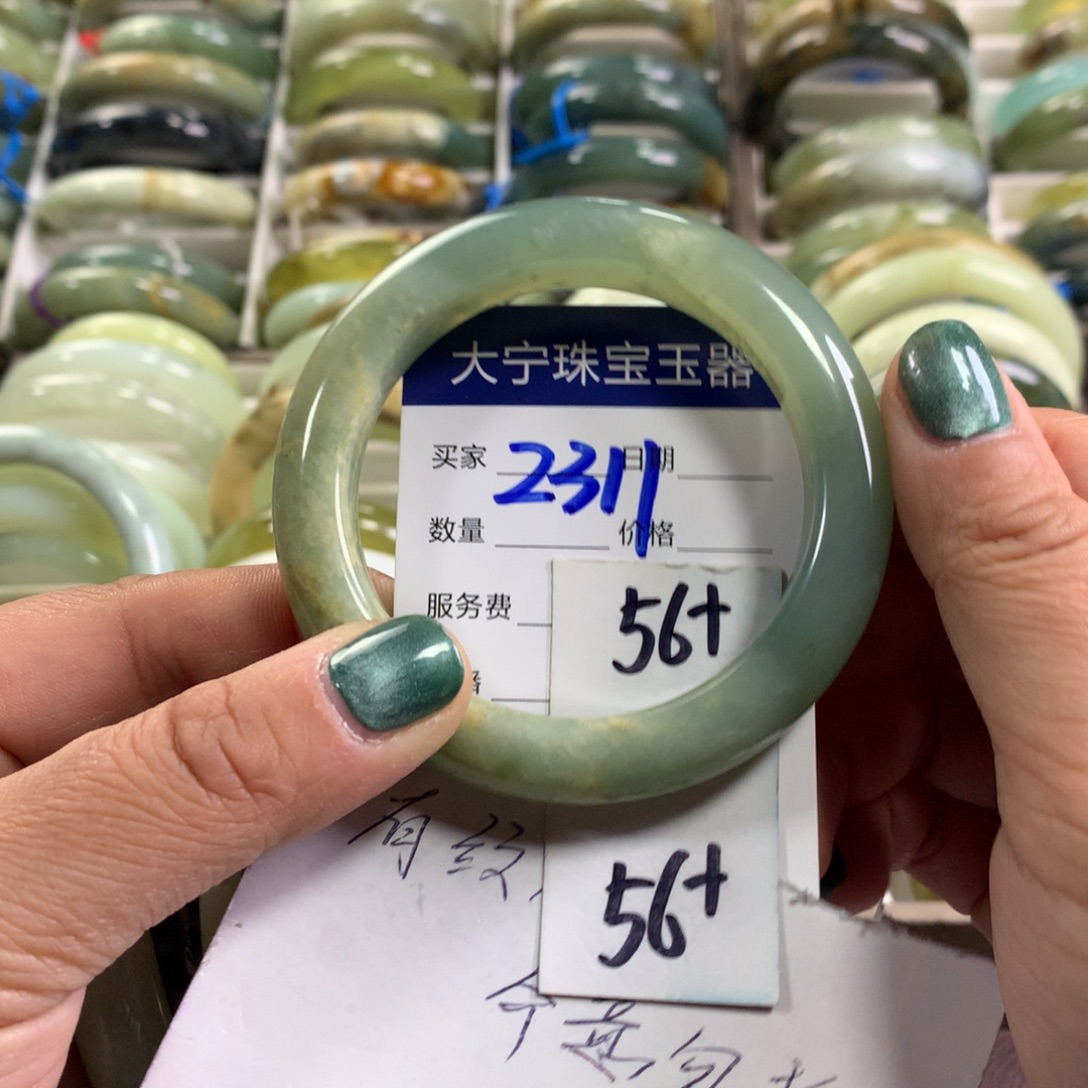 大宁珠宝玉器
买家 2311 日期
数量 价格
服务费
56+
56+
有纹